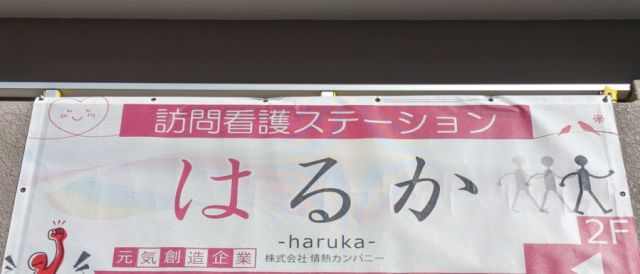 訪問看護ステーション
はるか
-haruka-
2F
元気創造企業
株式会社 情熱カンパニー